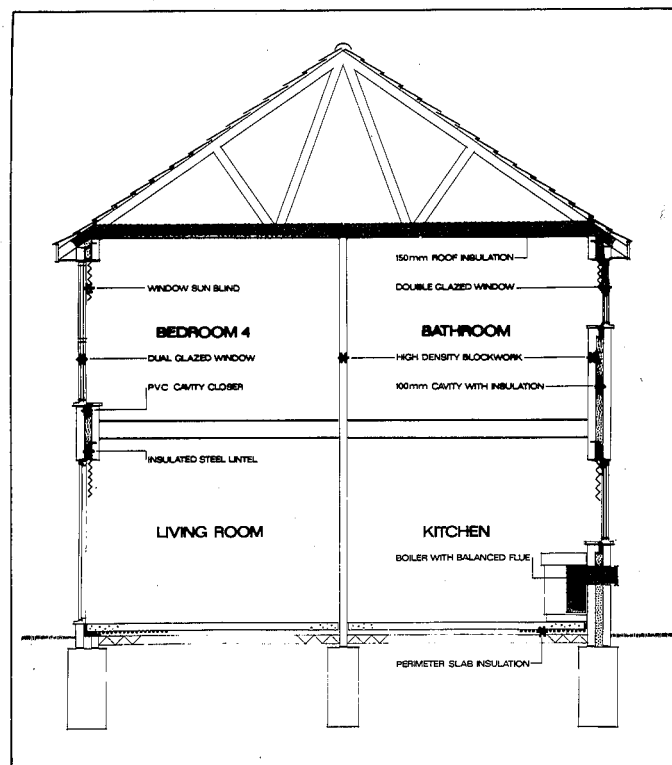 150mm ROOF INSULATION
WINDOW SUN BLIND
DOUBLE GLAZED WINDOW
BEDROOM 4
BATHROOM
DUAL GLAZED WINDOW
HIGH DENSITY BLOCKWORK
PVC CAVITY CLOSER
100mm CAVITY WITH INSULATION
INSULATED STEEL LINTEL
LIVING ROOM
KITCHEN
BOILER WITH BALANCED FLUE
PERIMETER SLAB INSULATION